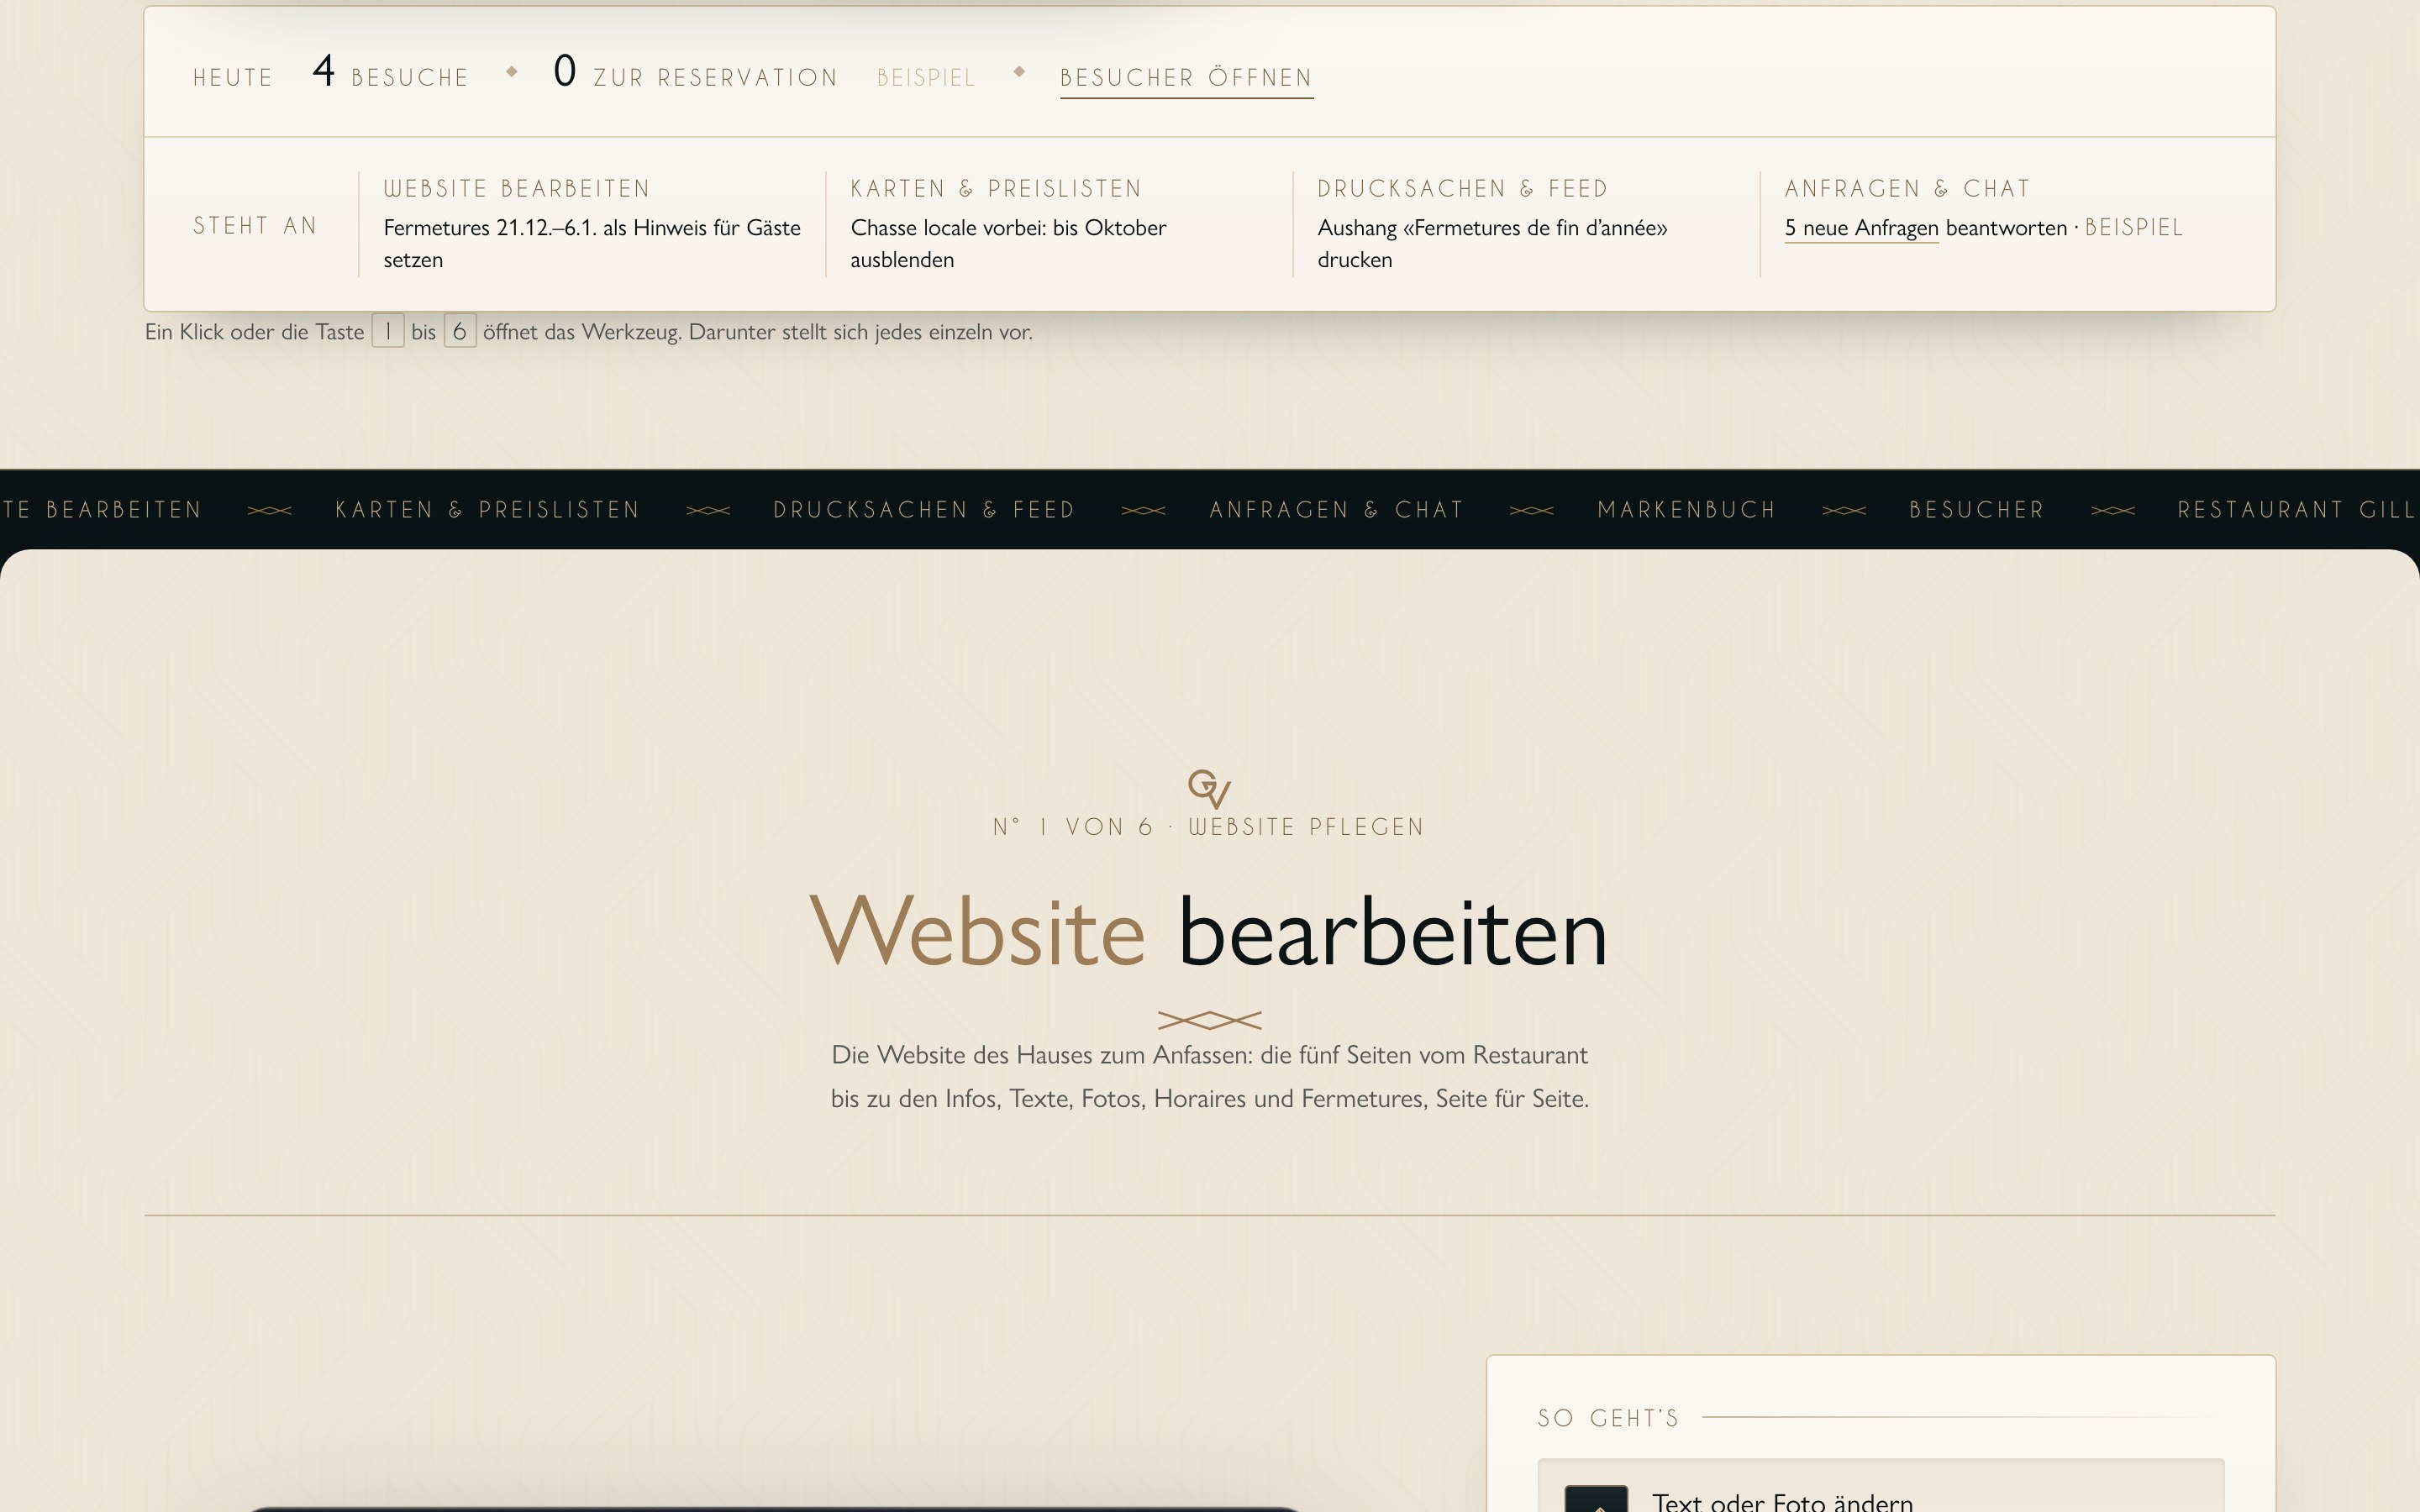 HEUTE 4 BESUCHE ◆ 0 ZUR RESERVATION BEISPIEL ◆ BESUCHER ÖFFNEN
STEHT AN
WEBSITE BEARBEITEN
Fermetures 21.12.–6.1. als Hinweis für Gäste
setzen
KARTEN & PREISLISTEN
Chasse locale vorbei: bis Oktober
ausblenden
DRUCKSACHEN & FEED
Aushang «Fermetures de fin d’année»
drucken
ANFRAGEN & CHAT
5 neue Anfragen beantworten · BEISPIEL
Ein Klick oder die Taste 1 bis 6 öffnet das Werkzeug. Darunter stellt sich jedes einzeln vor.
TE BEARBEITEN KARTEN & PREISLISTEN DRUCKSACHEN & FEED ANFRAGEN & CHAT MARKENBUCH BESUCHER RESTAURANT GILL
GV
N° 1 VON 6 · WEBSITE PFLEGEN
Website bearbeiten
Die Website des Hauses zum Anfassen: die fünf Seiten vom Restaurant
bis zu den Infos, Texte, Fotos, Horaires und Fermetures, Seite für Seite.
SO GEHT’S
Text oder Foto ändern